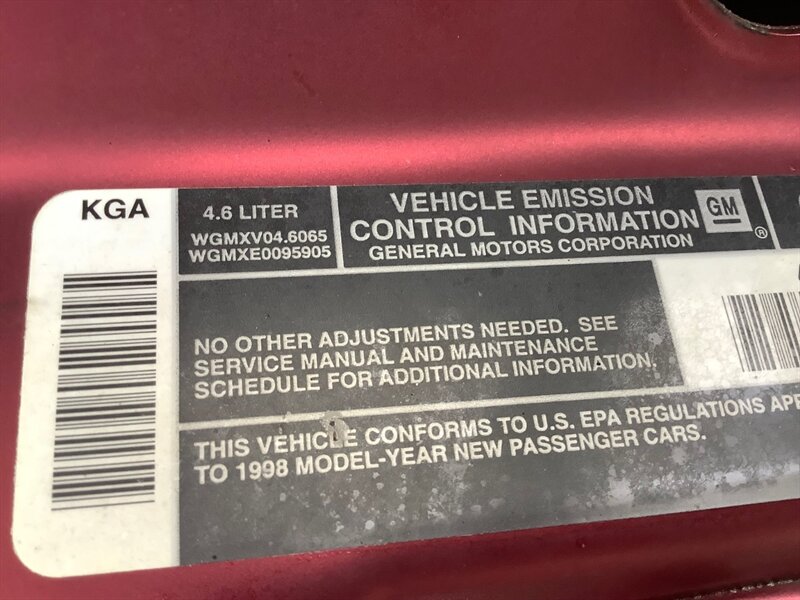 KGA
4.6 LITER
WGMXV04.6065
WGMXE0095905
VEHICLE EMISSION
CONTROL INFORMATION
GENERAL MOTORS CORPORATION
GM
®
NO OTHER ADJUSTMENTS NEEDED. SEE
SERVICE MANUAL AND MAINTENANCE
SCHEDULE FOR ADDITIONAL INFORMATION.
THIS VEHICLE CONFORMS TO U.S. EPA REGULATIONS
TO 1998 MODEL-YEAR NEW PASSENGER CARS.